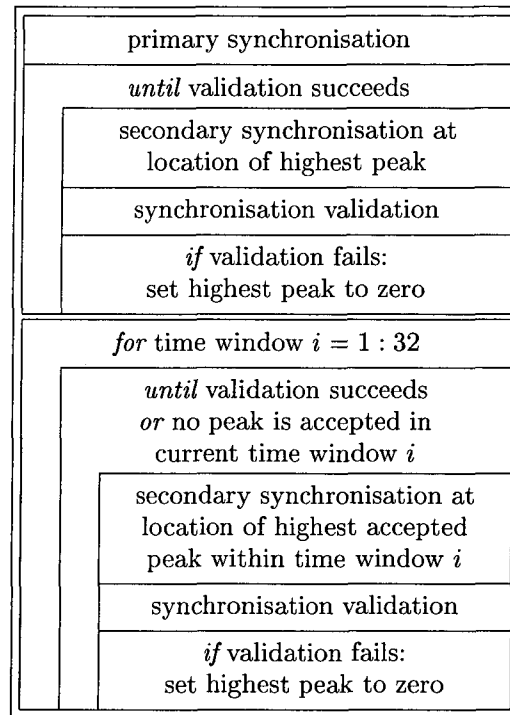 primary synchronisation
until validation succeeds
secondary synchronisation at
location of highest peak
synchronisation validation
if validation fails:
set highest peak to zero
for time window i = 1 : 32
until validation succeeds
or no peak is accepted in
current time window i
secondary synchronisation at
location of highest accepted
peak within time window i
synchronisation validation
if validation fails:
set highest peak to zero